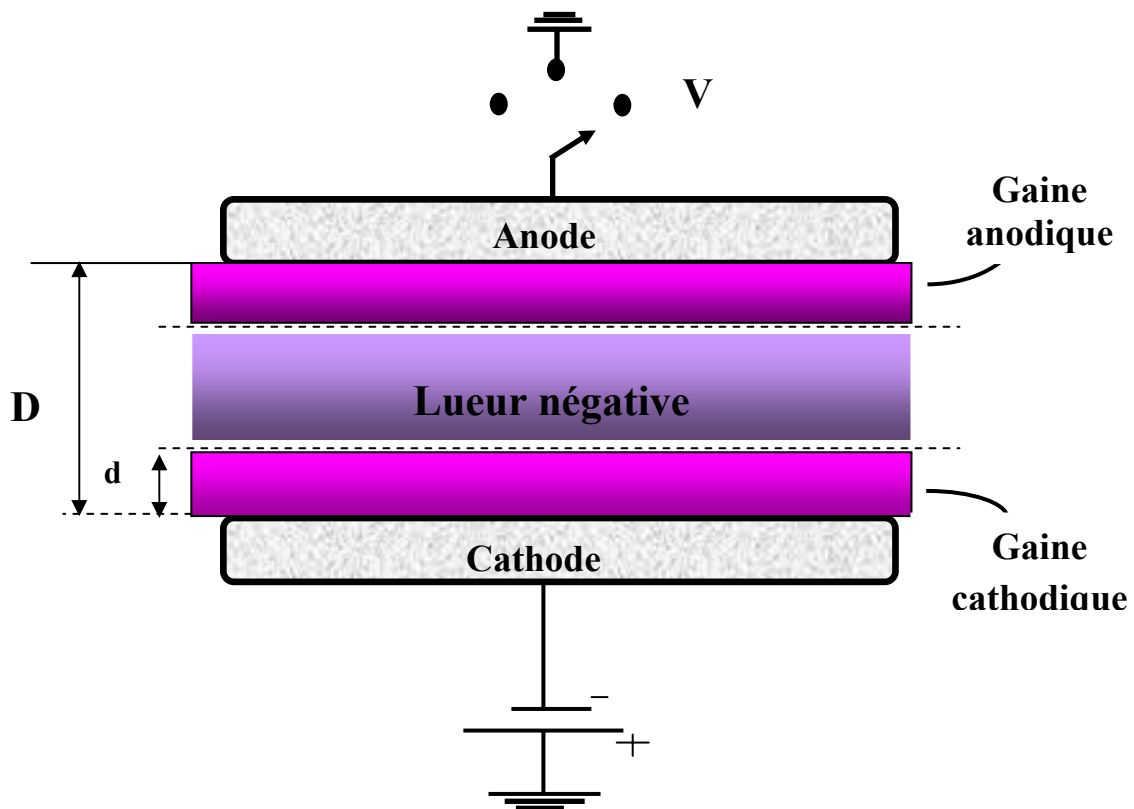 V
Gaine
anodique
Anode
D
Lueur négative
d
Cathode
Gaine
cathodique
−
+